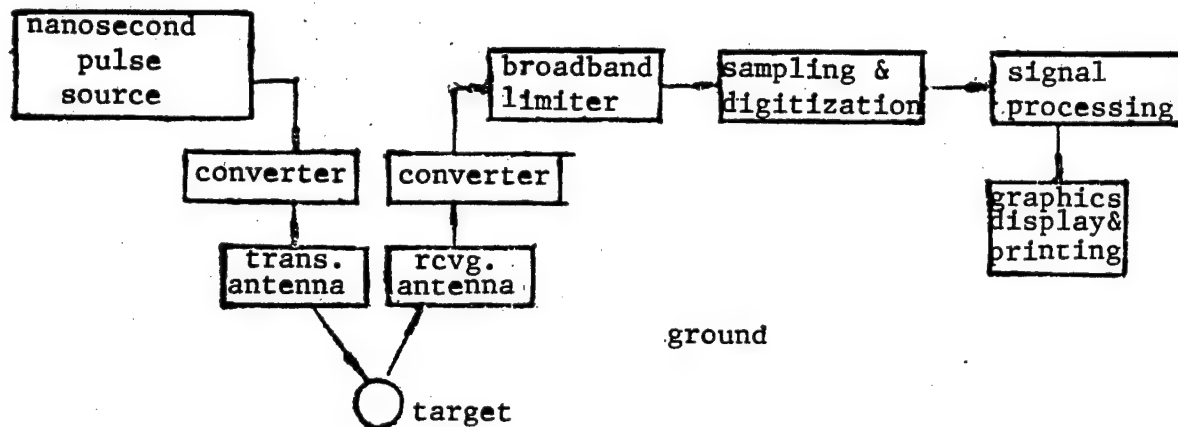 nanosecond
pulse
source
broadband
limiter
sampling &
digitization
signal
processing
converter
converter
graphics
display&
printing
trans.
antenna
rcvg.
antenna
ground
target